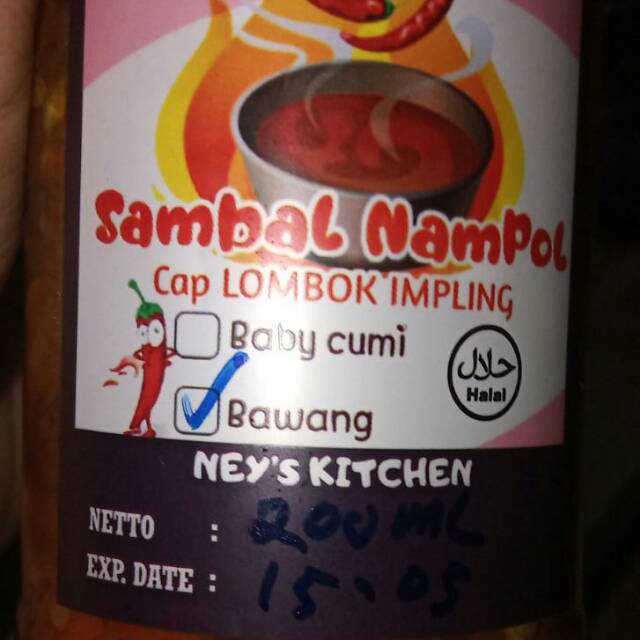 Sambal Nampol
Cap LOMBOK IMPLING
Baby cumi
Bawang
حلال
Halal
NEY'S KITCHEN
NETTO : 200 ML
EXP. DATE : 15.05